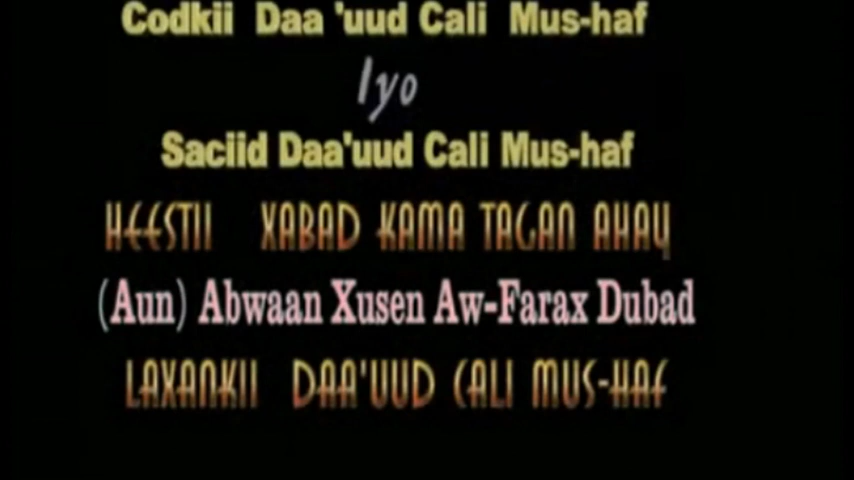 Codkii Daa 'uud Cali Mus-haf
Iyo
Saciid Daa'uud Cali Mus-haf
HEESTII XABAD KAMA TAGAN AHAY
(Aun) Abwaan Xusen Aw-Farax Dubad
LAXANKII DAA'UUD CALI MUS-HAF